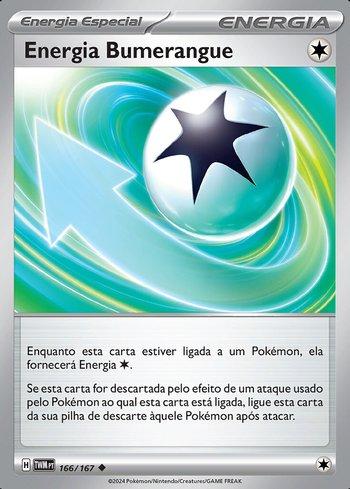 Energia Especial ENERGIA
Energia Bumerangue
Enquanto esta carta estiver ligada a um Pokémon, ela
fornecerá Energia.
Se esta carta for descartada pelo efeito de um ataque usado
pelo Pokémon ao qual esta carta está ligada, ligue esta carta
da sua pilha de descarte àquele Pokémon após atacar.
H TWM PT 166/167
©2024 Pokémon/Nintendo/Creatures/GAME FREAK